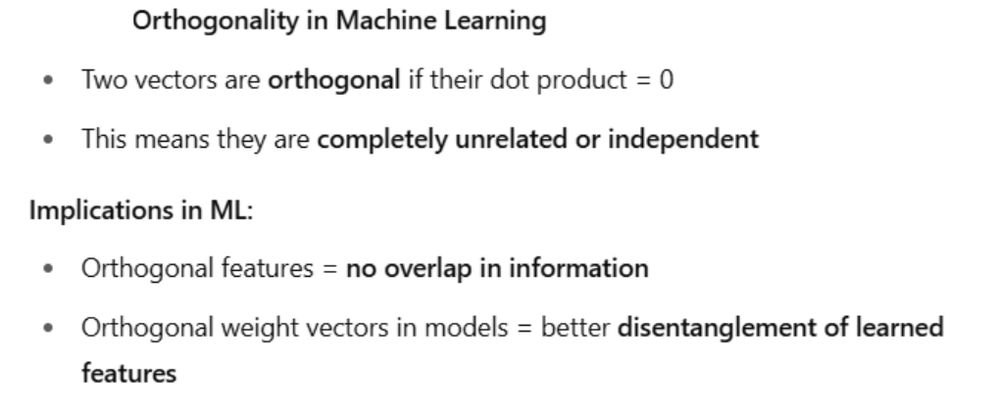 Orthogonality in Machine Learning
• Two vectors are orthogonal if their dot product = 0
• This means they are completely unrelated or independent
Implications in ML:
• Orthogonal features = no overlap in information
• Orthogonal weight vectors in models = better disentanglement of learned
features